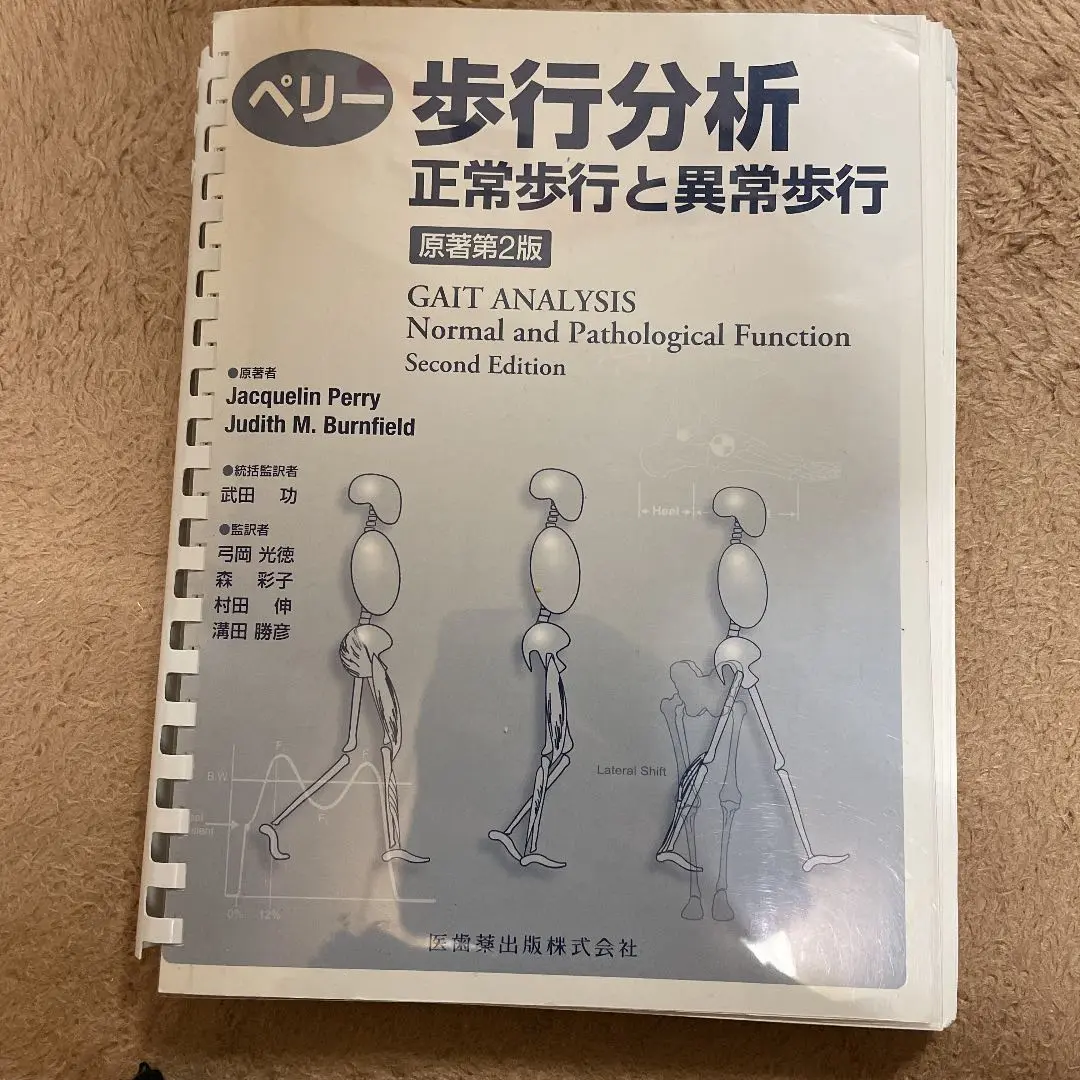 ペリー
歩行分析
正常歩行と異常歩行
原著第2版
GAIT ANALYSIS
Normal and Pathological Function
Second Edition
●原著者
Jacquelin Perry
Judith M. Burnfield
●統括監訳者
武田 功
●監訳者
弓岡 光徳
森 彩子
村田 伸
溝田 勝彦
Heel
Lateral Shift
B.W
0% 12%
医歯薬出版株式会社